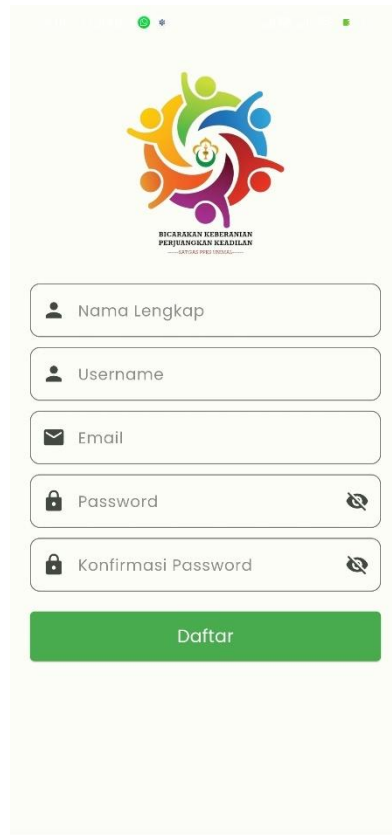 BICARAKAN KEBERANIAN
PERJUANGKAN KEADILAN
Nama Lengkap
Username
Email
Password
Konfirmasi Password
Daftar